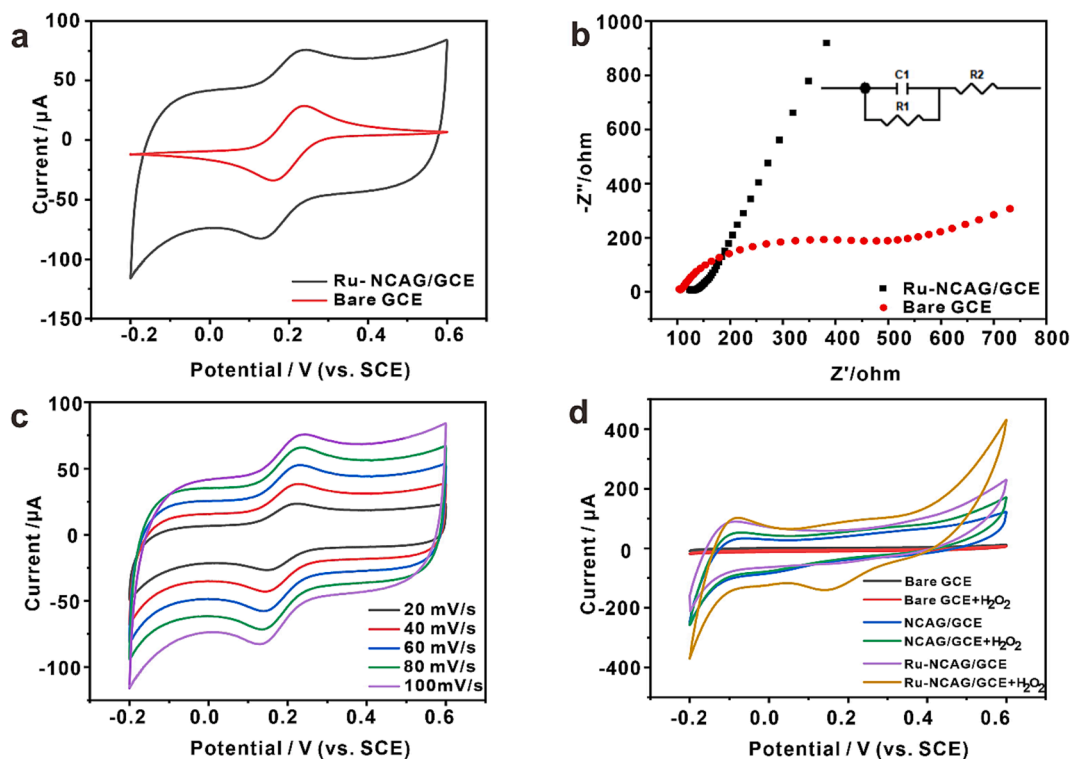 a
100
50
0
-50
-100
-150
Current /µA
Ru- NCAG/GCE
Bare GCE
-0.2
0.0
0.2
0.4
0.6
Potential / V (vs. SCE)
b
1000
800
600
400
200
0
-Z''/ohm
C1
R2
R1
Ru-NCAG/GCE
Bare GCE
100 200 300 400 500 600 700 800
Z'/ohm
c
100
50
0
-50
-100
Current /µA
20 mV/s
40 mV/s
60 mV/s
80 mV/s
100mV/s
-0.2
0.0
0.2
0.4
0.6
Potential / V (vs. SCE)
d
400
200
0
-200
-400
Current / µA
Bare GCE
Bare GCE+H₂O₂
NCAG/GCE
NCAG/GCE+H₂O₂
Ru-NCAG/GCE
Ru-NCAG/GCE+H₂O₂
-0.2
0.0
0.2
0.4
0.6
Potential / V (vs. SCE)